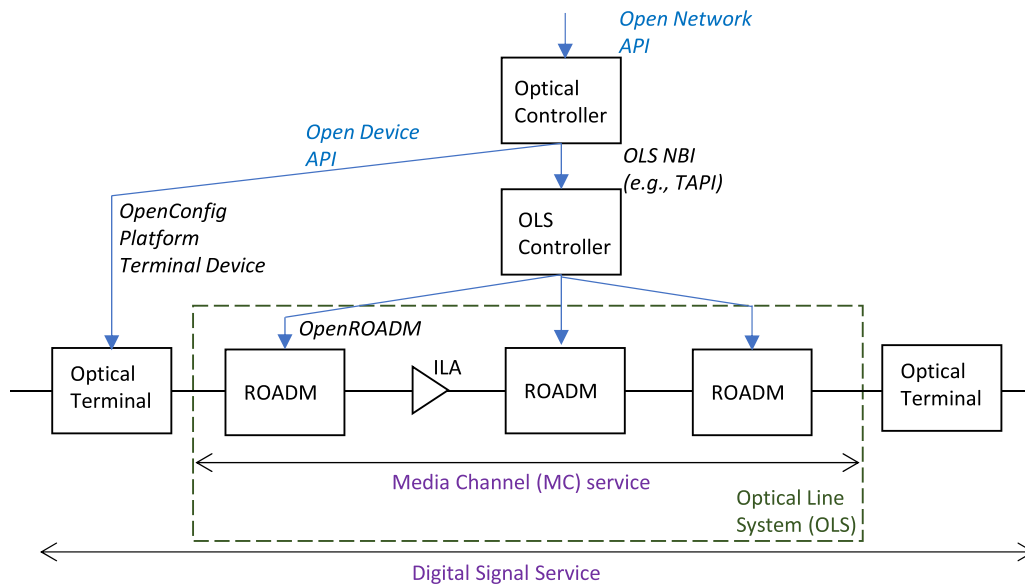 Open Network
API
Optical
Controller
Open Device
API
OLS NBI
(e.g., TAPI)
OpenConfig
Platform
Terminal Device
OLS
Controller
OpenROADM
ILA
Optical
Terminal
ROADM
ROADM
ROADM
Optical
Terminal
Media Channel (MC) service
Optical Line
System (OLS)
Digital Signal Service